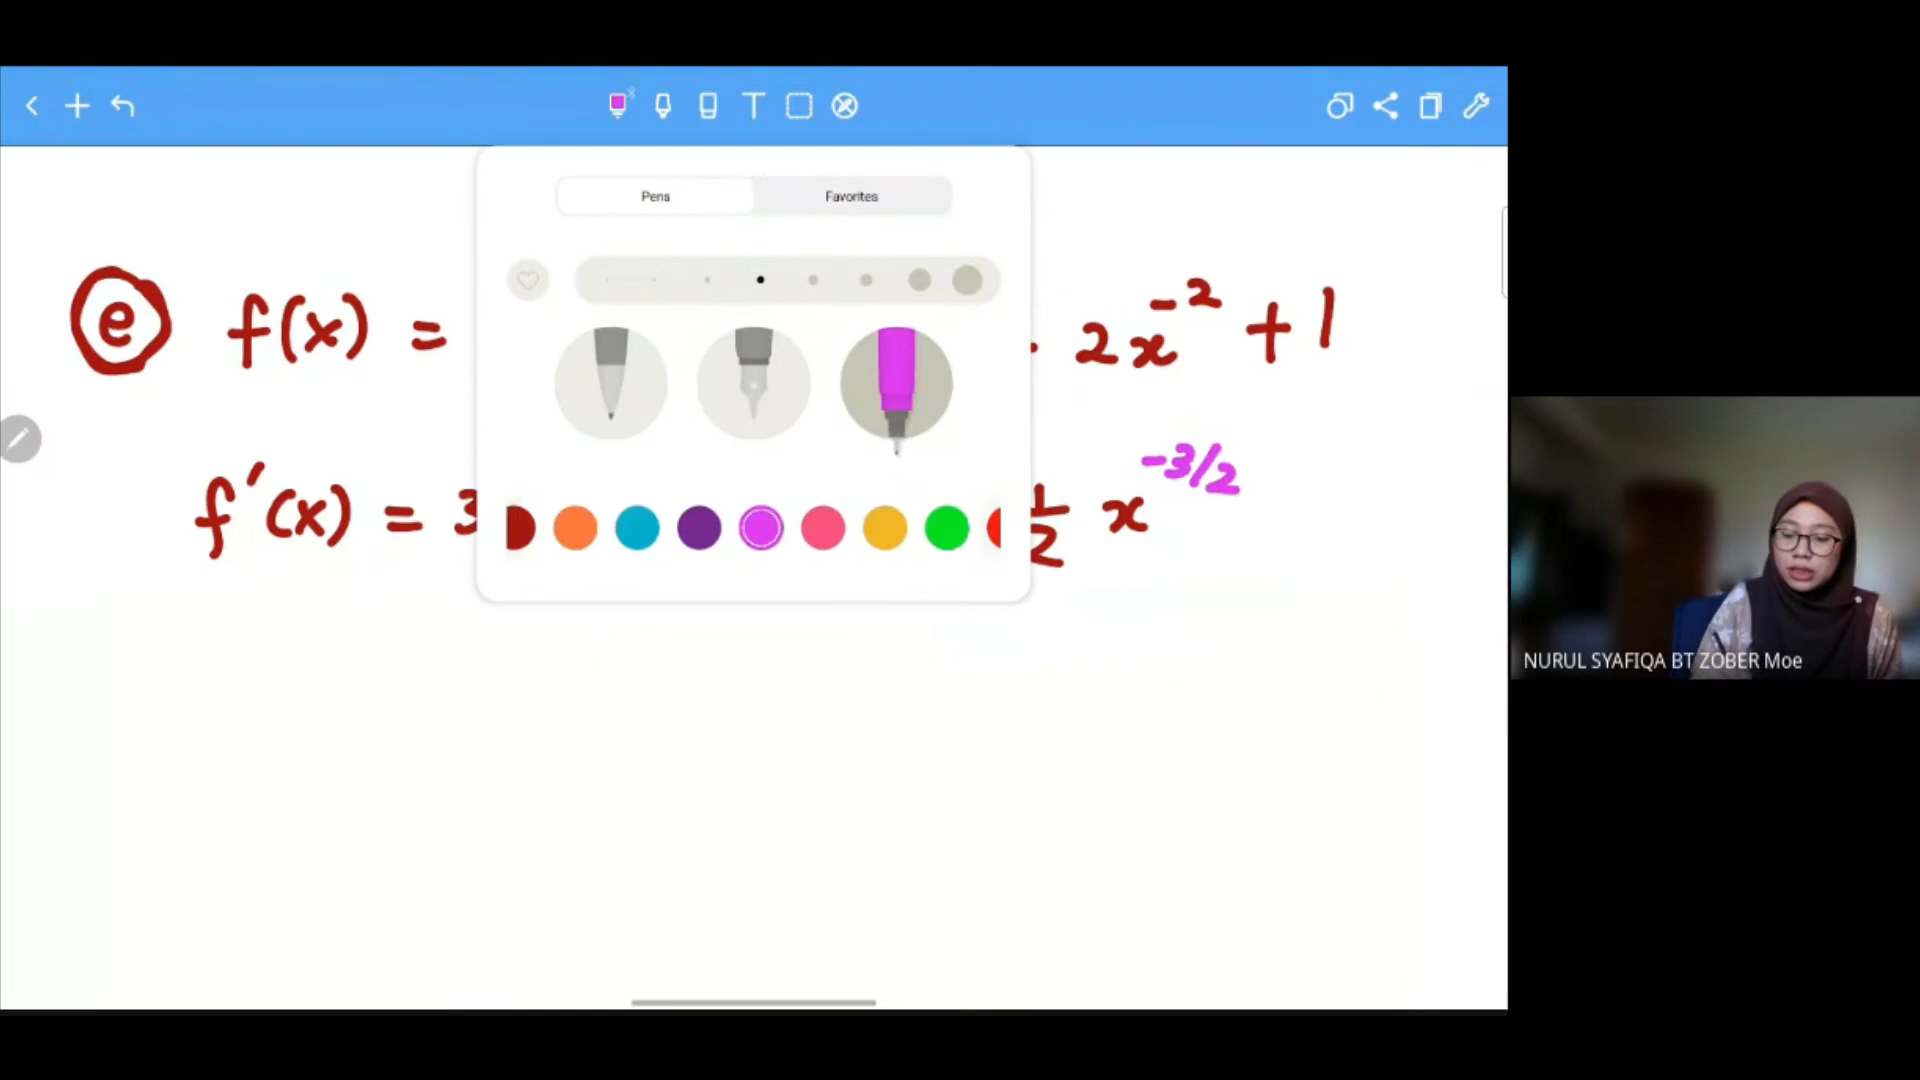 T
Pens Favorites
e f(x) = 2x⁻² + 1
f'(x) = 3 1/2 x^-3/2
NURUL SYAFIQA BT ZOBER Moe